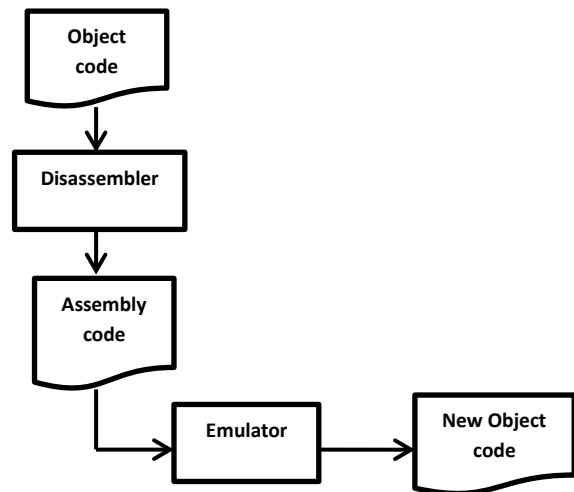 Object
code
Disassembler
Assembly
code
Emulator
New Object
code